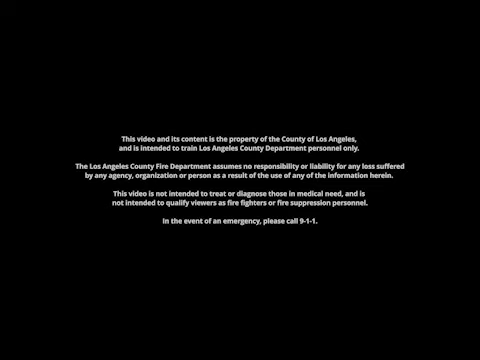 This video and its content is the property of the County of Los Angeles,
and is intended to train Los Angeles County Department personnel only.
The Los Angeles County Fire Department assumes no responsibility or liability for any loss suffered
by any agency, organization or person as a result of the use of any of the information herein.
This video is not intended to treat or diagnose those in medical need, and is
not intended to qualify viewers as fire fighters or fire suppression personnel.
In the event of an emergency, please call 9-1-1.